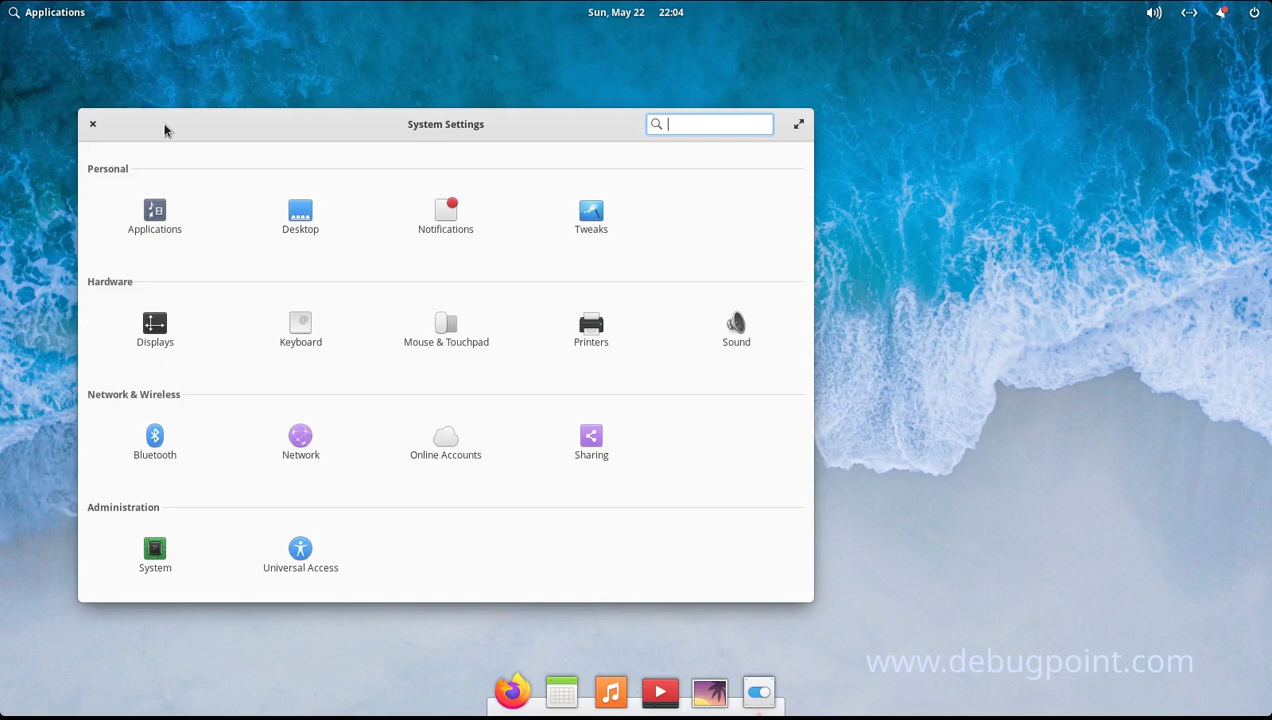 Applications
Sun, May 22 22:04
System Settings
Personal
Applications Desktop Notifications Tweaks
Hardware
Displays Keyboard Mouse & Touchpad Printers Sound
Network & Wireless
Bluetooth Network Online Accounts Sharing
Administration
System Universal Access
www.debugpoint.com